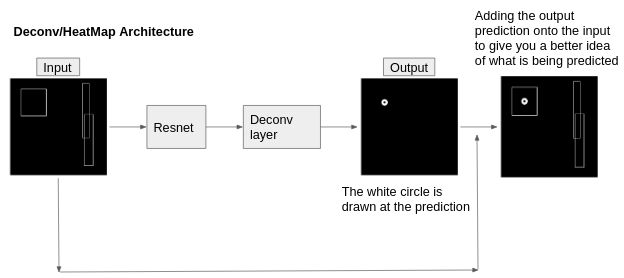 Deconv/HeatMap Architecture
Adding the output
prediction onto the input
to give you a better idea
of what is being predicted
Input
Output
Resnet
Deconv
layer
The white circle is
drawn at the prediction